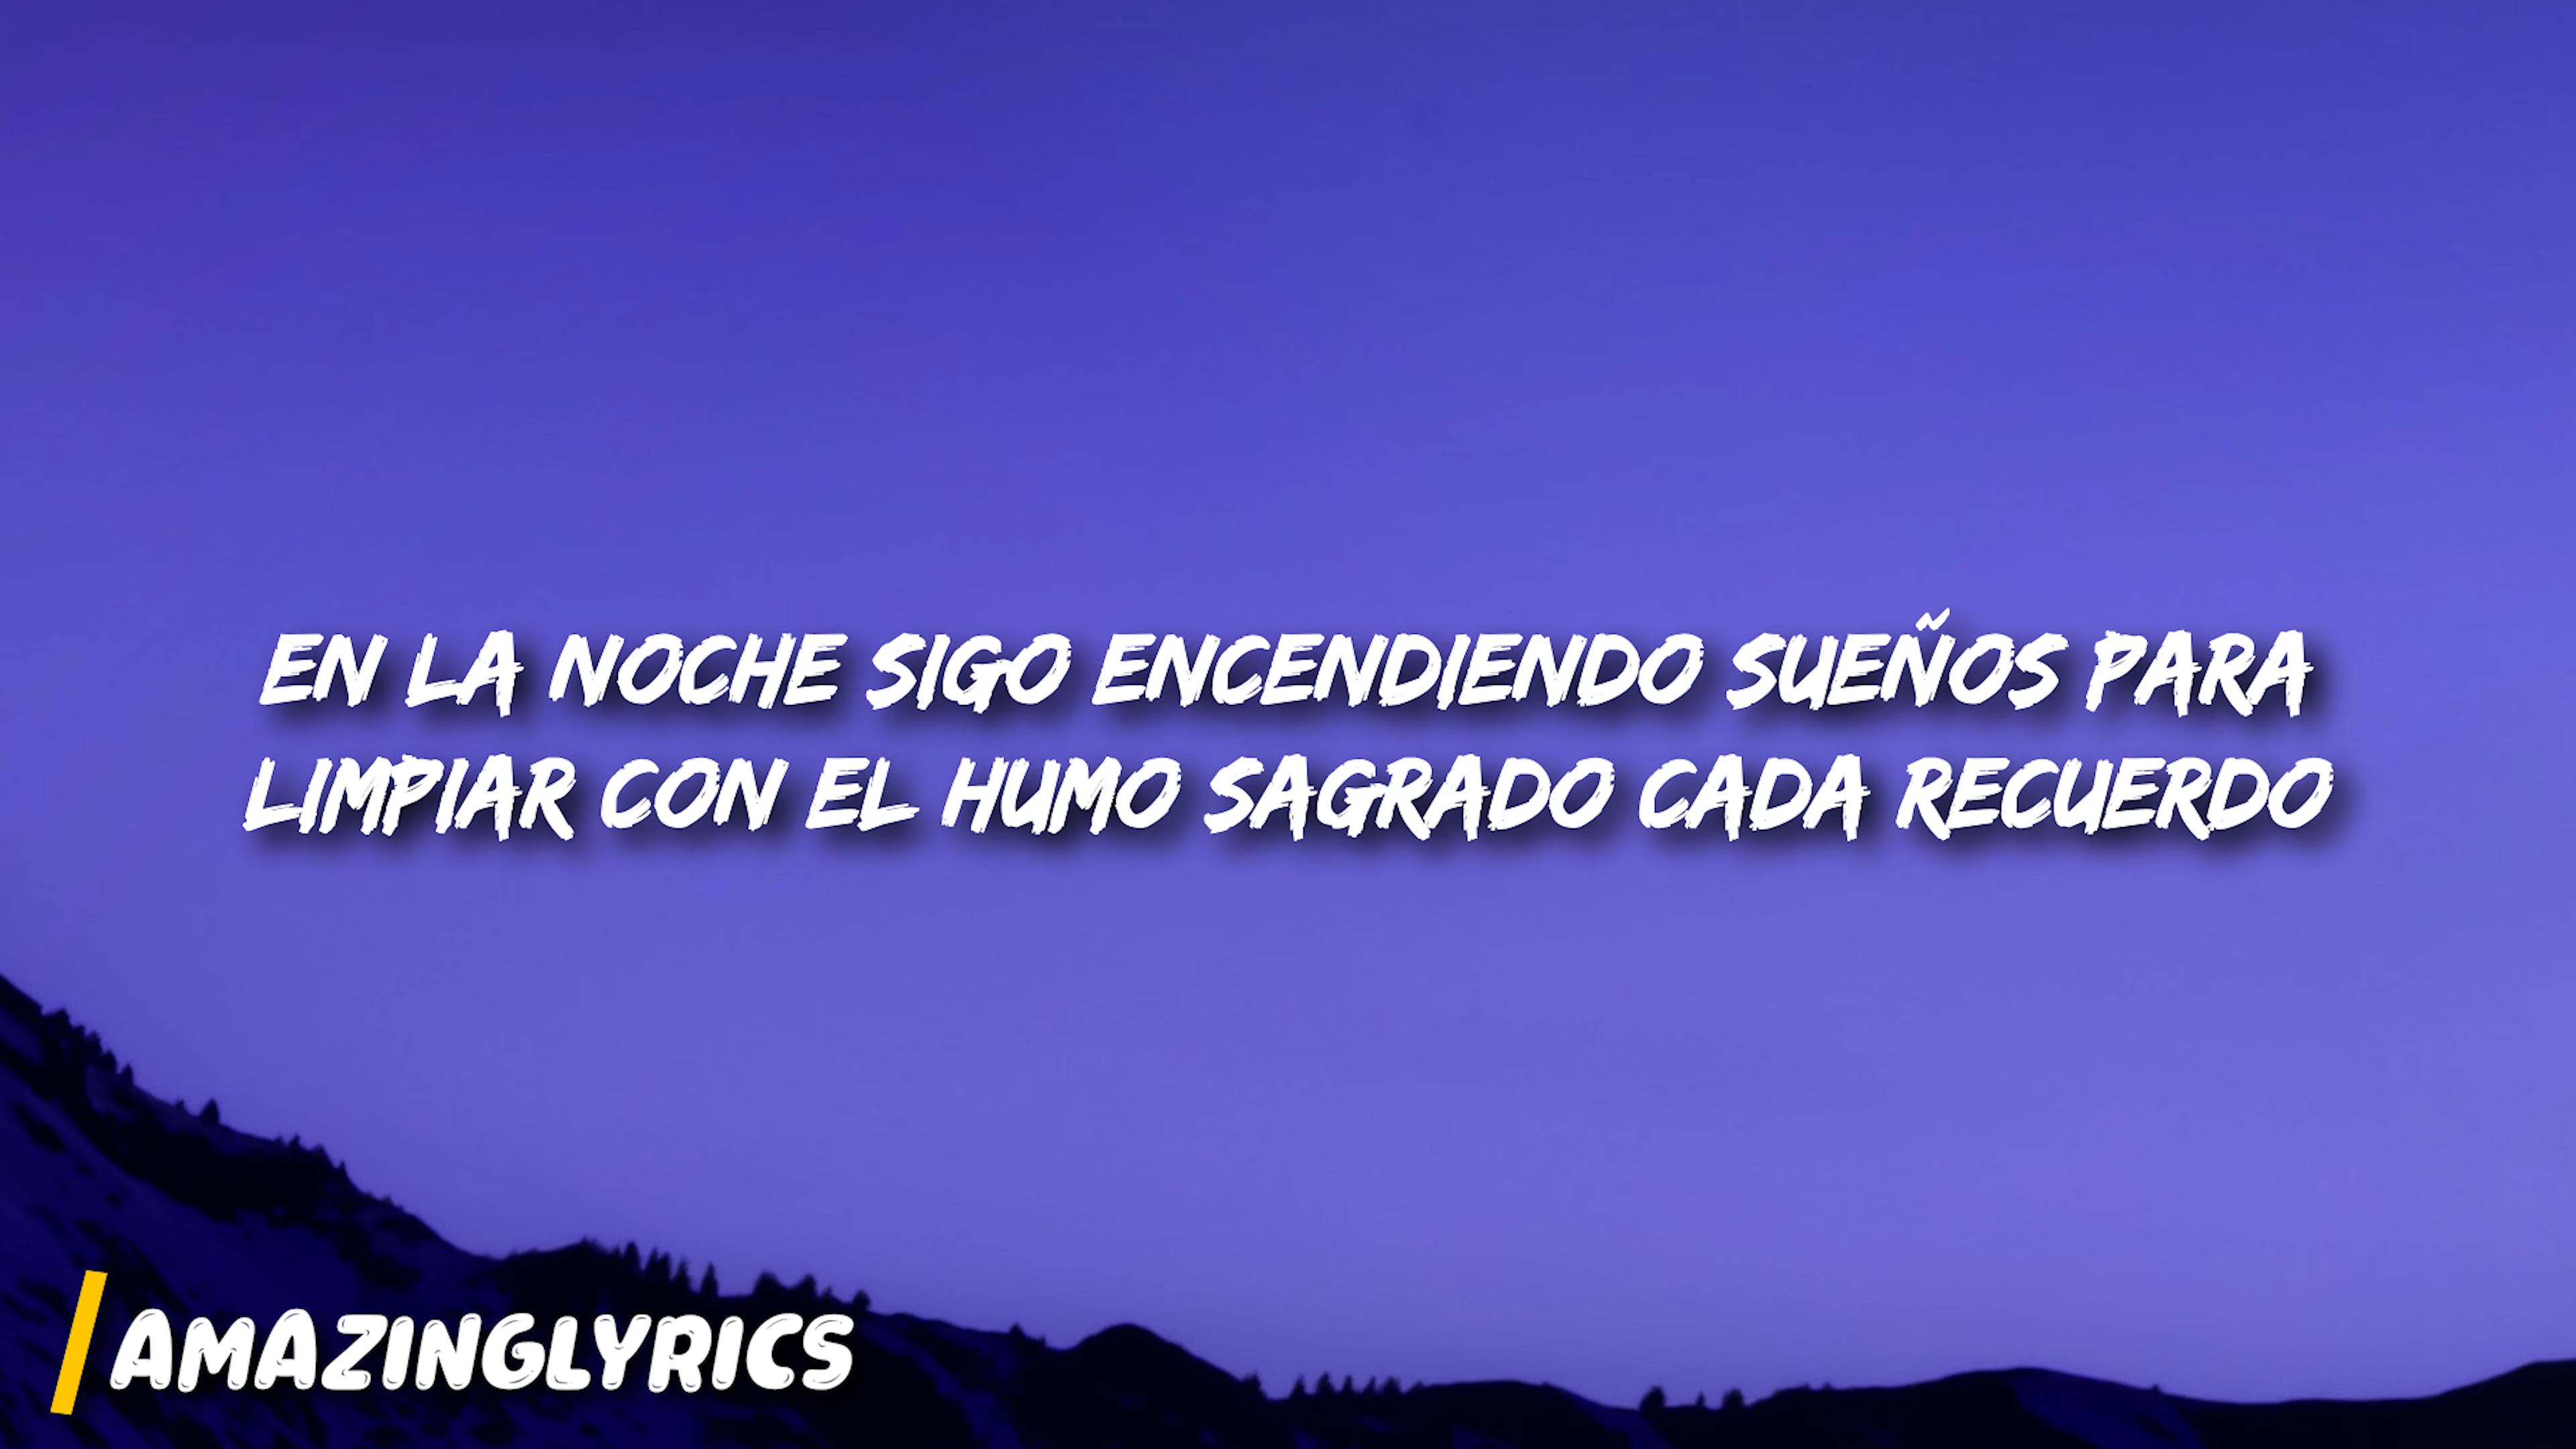 EN LA NOCHE SIGO ENCENDIENDO SUEÑOS PARA
LIMPIAR CON EL HUMO SAGRADO CADA RECUERDO
AMAZINGLYRICS